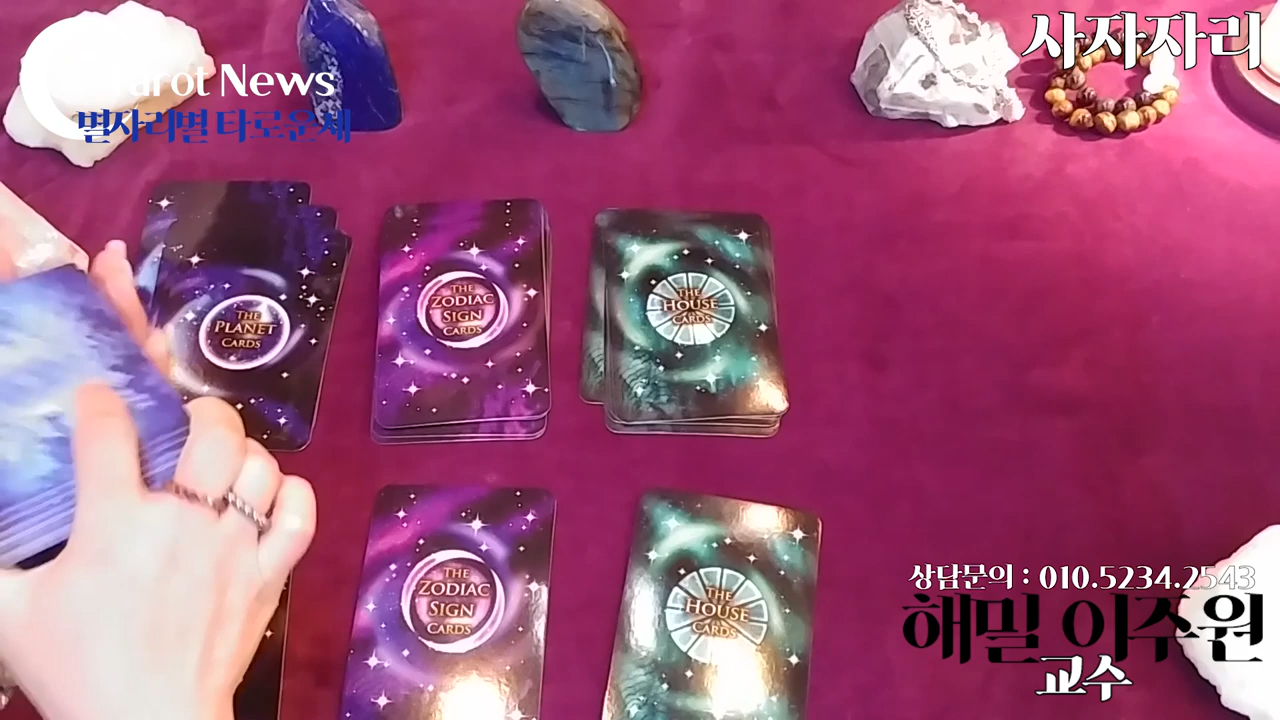 Tarot News
별자리별 타로운세
사자자리
THE
PLANET
CARDS
THE
ZODIAC
SIGN
CARDS
THE
HOUSE
CARDS
THE
ZODIAC
SIGN
CARDS
THE
HOUSE
CARDS
상담문의 : 010.5234.2543
해밀 이주원
교수